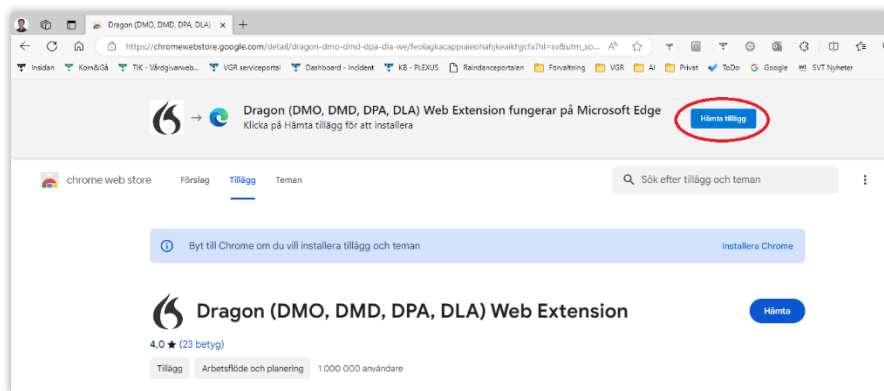 Dragon (DMO, DMD, DPA, DLA)
https://chromewebstore.google.com/detail/dragon-dmo-dmd-dpa-dla-we/feolagkacappiaieohahjkeaikhjjcfa?hl=sv&utm_so...
Insidan Kom&Gå TIK - Vårdgivarweb... VGR serviceportal Dashboard - Incident KB - PLEXUS Raindanceportalen Förvaltning VGR AI Privat ToDo Google SVT Nyheter
Dragon (DMO, DMD, DPA, DLA) Web Extension fungerar på Microsoft Edge
Klicka på Hämta tillägg för att installera
Hämta tillägg
chrome web store Förslag Tillägg Teman Sök efter tillägg och teman
Byt till Chrome om du vill installera tillägg och teman Installera Chrome
Dragon (DMO, DMD, DPA, DLA) Web Extension Hämta
4,0 ★ (23 betyg)
Tillägg Arbetsflöde och planering 1 000 000 användare